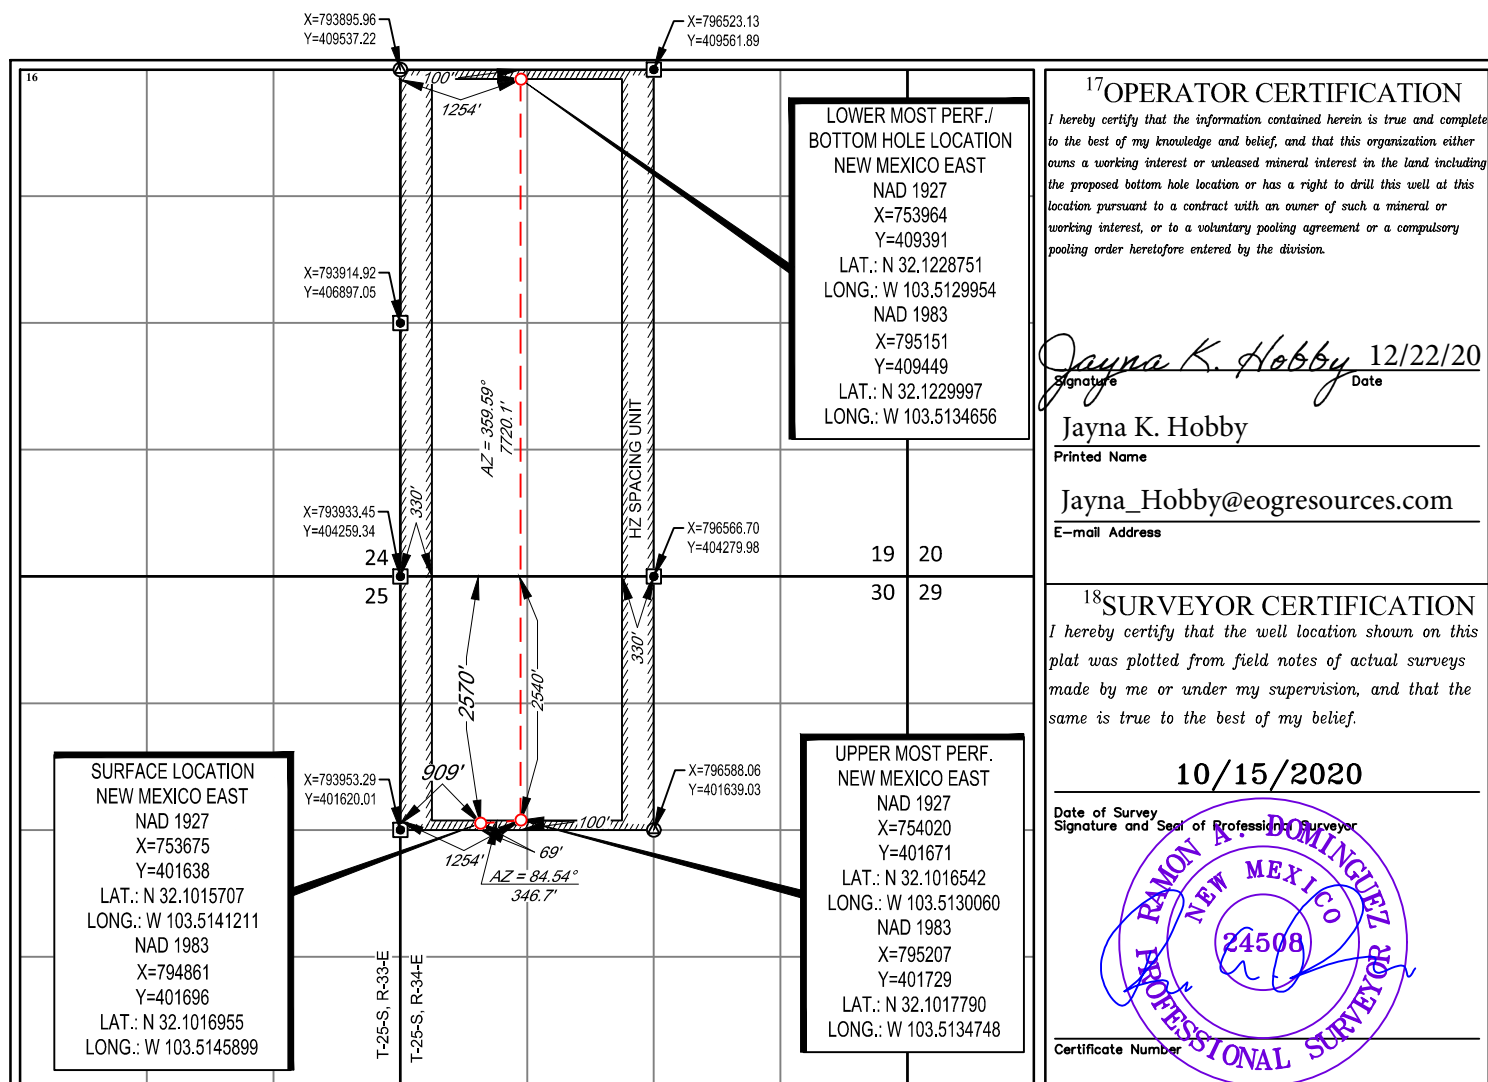 X=793895.96
Y=409537.22
X=796523.13
Y=409561.89
16
100'
1254'
LOWER MOST PERF./
BOTTOM HOLE LOCATION
NEW MEXICO EAST
NAD 1927
X=753964
Y=409391
LAT.: N 32.1228751
LONG.: W 103.5129954
NAD 1983
X=795151
Y=409449
LAT.: N 32.1229997
LONG.: W 103.5134656
X=793914.92
Y=406897.05
AZ = 359.59°
7720.1'
HZ SPACING UNIT
330'
X=793933.45
Y=404259.34
X=796566.70
Y=404279.98
24
19 20
25
30 29
330'
2570'
2540'
909'
X=793953.29
Y=401620.01
X=796588.06
Y=401639.03
100'
1254'
69'
AZ = 84.54°
346.7'
SURFACE LOCATION
NEW MEXICO EAST
NAD 1927
X=753675
Y=401638
LAT.: N 32.1015707
LONG.: W 103.5141211
NAD 1983
X=794861
Y=401696
LAT.: N 32.1016955
LONG.: W 103.5145899
T-25-S, R-33-E
T-25-S, R-34-E
UPPER MOST PERF.
NEW MEXICO EAST
NAD 1927
X=754020
Y=401671
LAT.: N 32.1016542
LONG.: W 103.5130060
NAD 1983
X=795207
Y=401729
LAT.: N 32.1017790
LONG.: W 103.5134748
17 OPERATOR CERTIFICATION
I hereby certify that the information contained herein is true and complete
to the best of my knowledge and belief, and that this organization either
owns a working interest or unleased mineral interest in the land including
the proposed bottom hole location or has a right to drill this well at this
location pursuant to a contract with an owner of such a mineral or
working interest, or to a voluntary pooling agreement or a compulsory
pooling order heretofore entered by the division.
Jayna K. Hobby 12/22/20
Signature Date
Jayna K. Hobby
Printed Name
Jayna_Hobby@eogresources.com
E-mail Address
18 SURVEYOR CERTIFICATION
I hereby certify that the well location shown on this
plat was plotted from field notes of actual surveys
made by me or under my supervision, and that the
same is true to the best of my belief.
10/15/2020
Date of Survey
Signature and Seal of Professional Surveyor
RAMON A. DOMINGUEZ
NEW MEXICO
24508
PROFESSIONAL SURVEYOR
Certificate Number